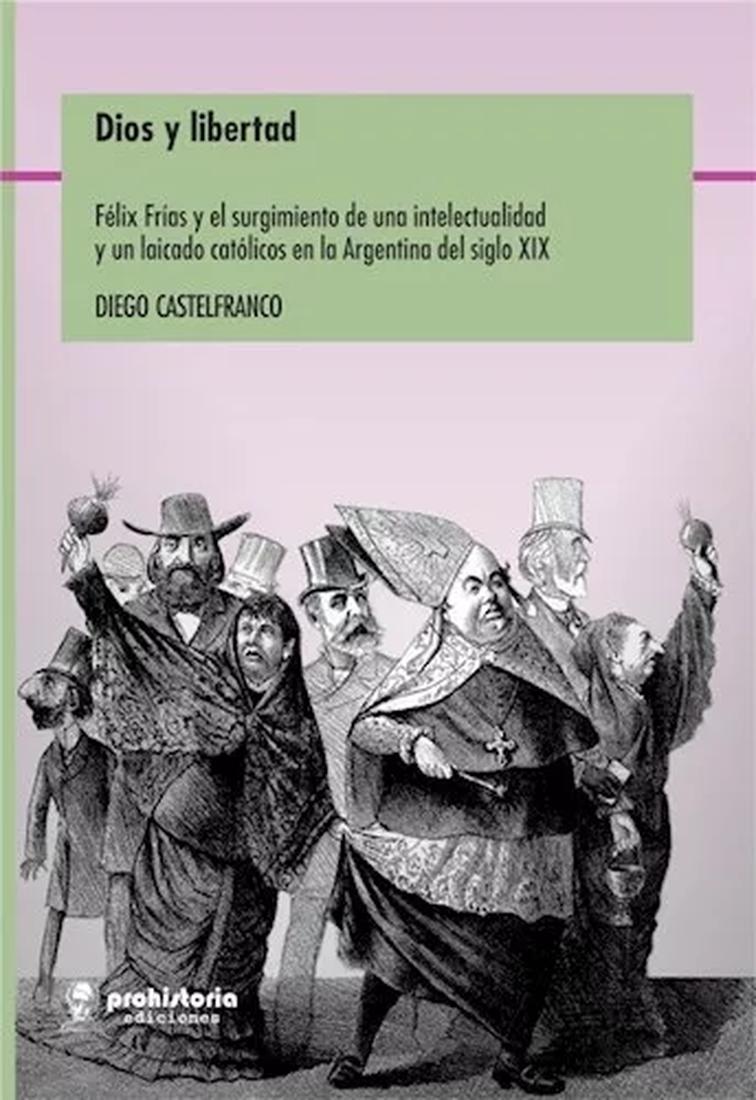 Dios y libertad
Félix Frías y el surgimiento de una intelectualidad
y un laicado católicos en la Argentina del siglo XIX
DIEGO CASTELFRANCO
prohistoria
ediciones